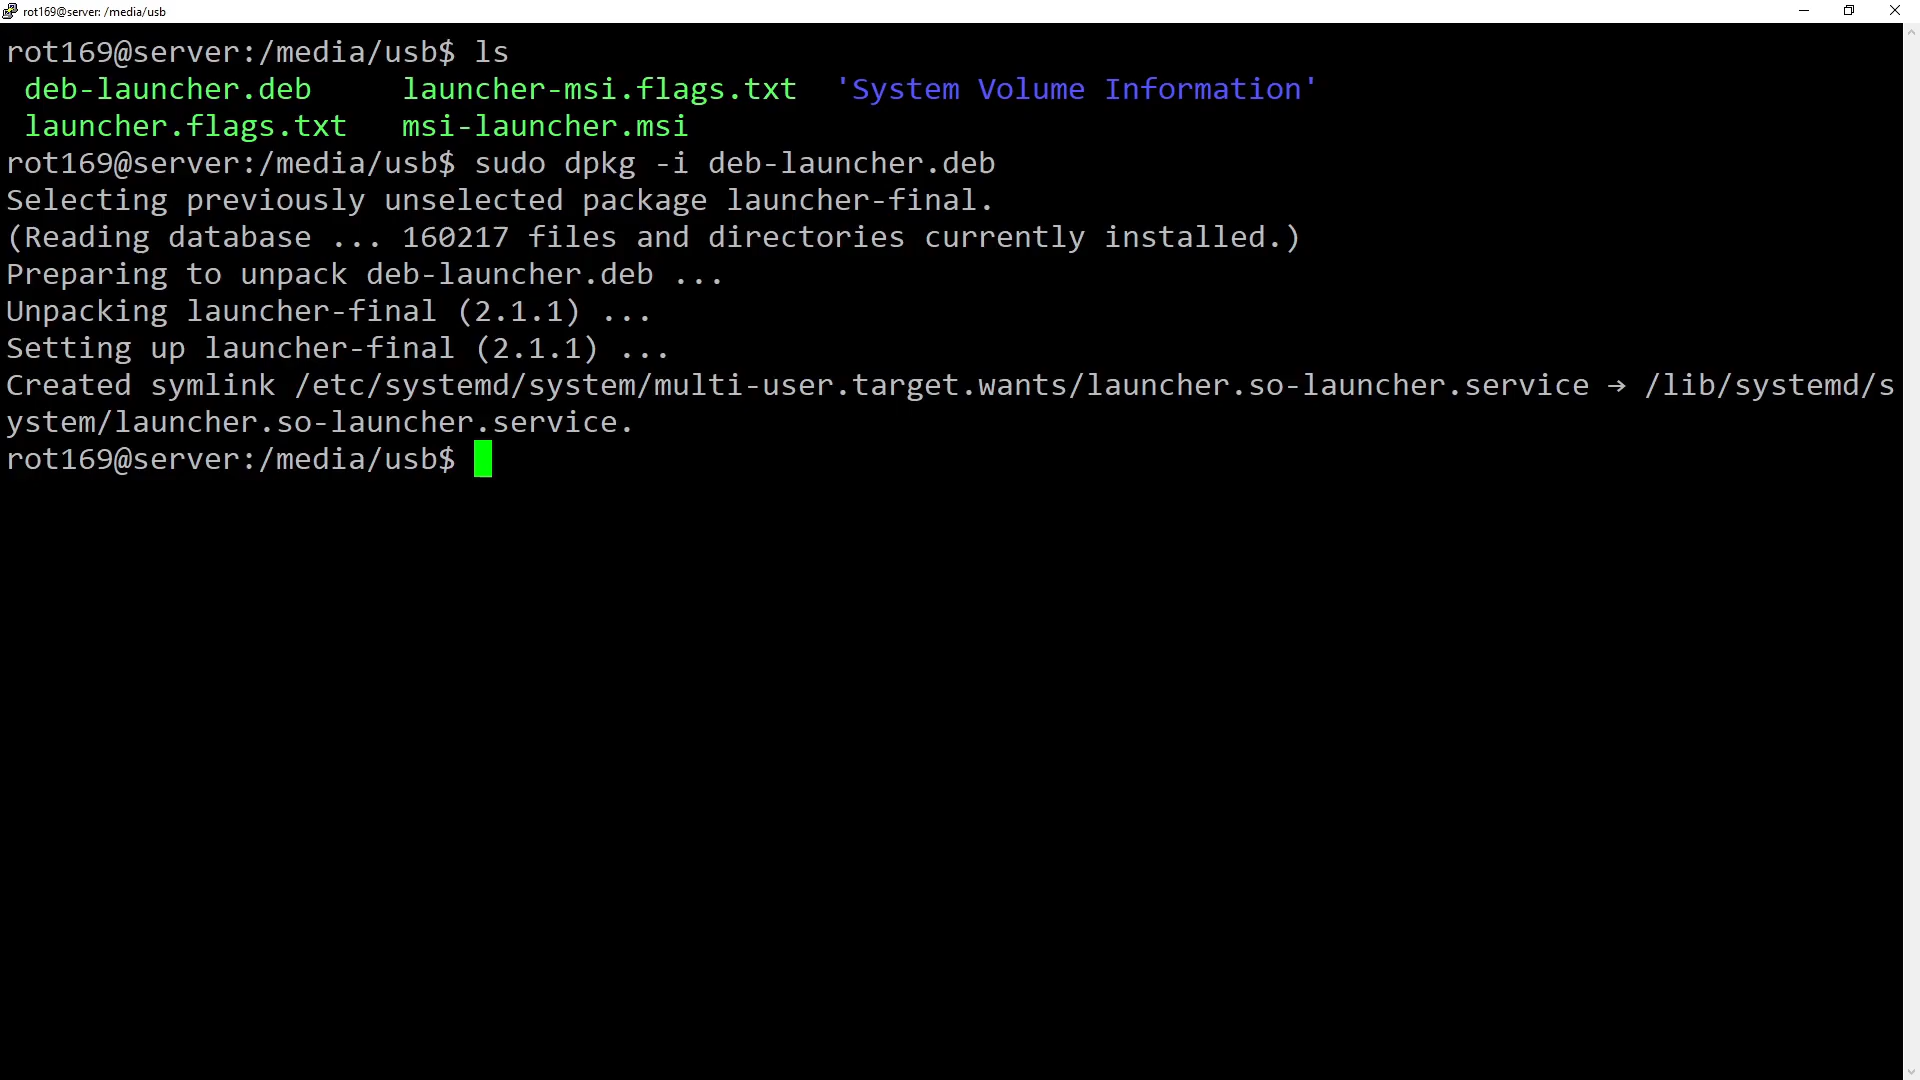 rot169@server: /media/usb
rot169@server:/media/usb$ ls
deb-launcher.deb launcher-msi.flags.txt 'System Volume Information'
launcher.flags.txt msi-launcher.msi
rot169@server:/media/usb$ sudo dpkg -i deb-launcher.deb
Selecting previously unselected package launcher-final.
(Reading database ... 160217 files and directories currently installed.)
Preparing to unpack deb-launcher.deb ...
Unpacking launcher-final (2.1.1) ...
Setting up launcher-final (2.1.1) ...
Created symlink /etc/systemd/system/multi-user.target.wants/launcher.so-launcher.service → /lib/systemd/s
ystem/launcher.so-launcher.service.
rot169@server:/media/usb$